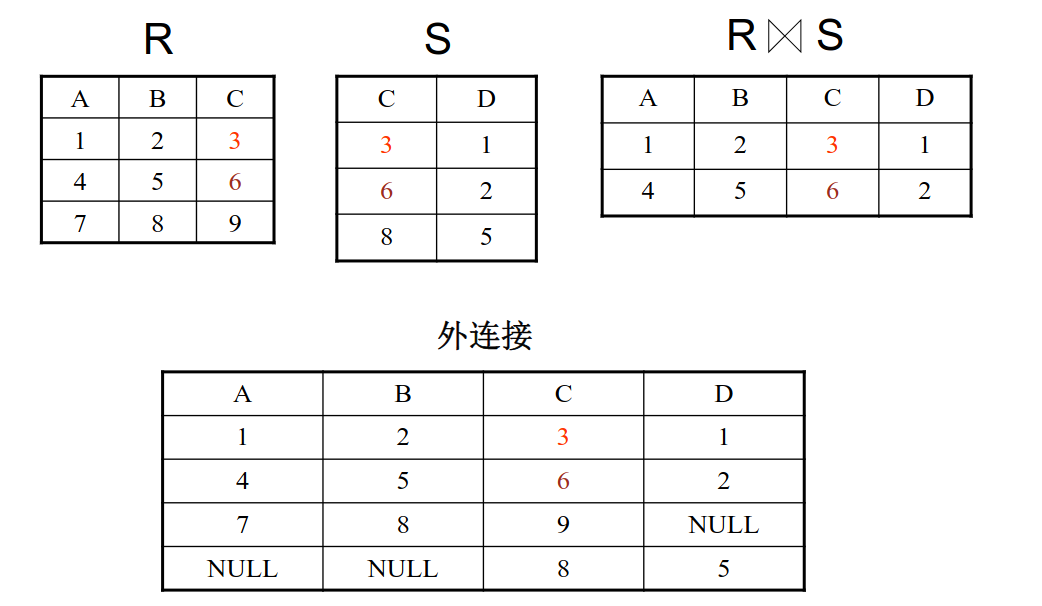 R
A B C
1 2 3
4 5 6
7 8 9
S
C D
3 1
6 2
8 5
R ⋈ S
A B C D
1 2 3 1
4 5 6 2
外连接
A B C D
1 2 3 1
4 5 6 2
7 8 9 NULL
NULL NULL 8 5